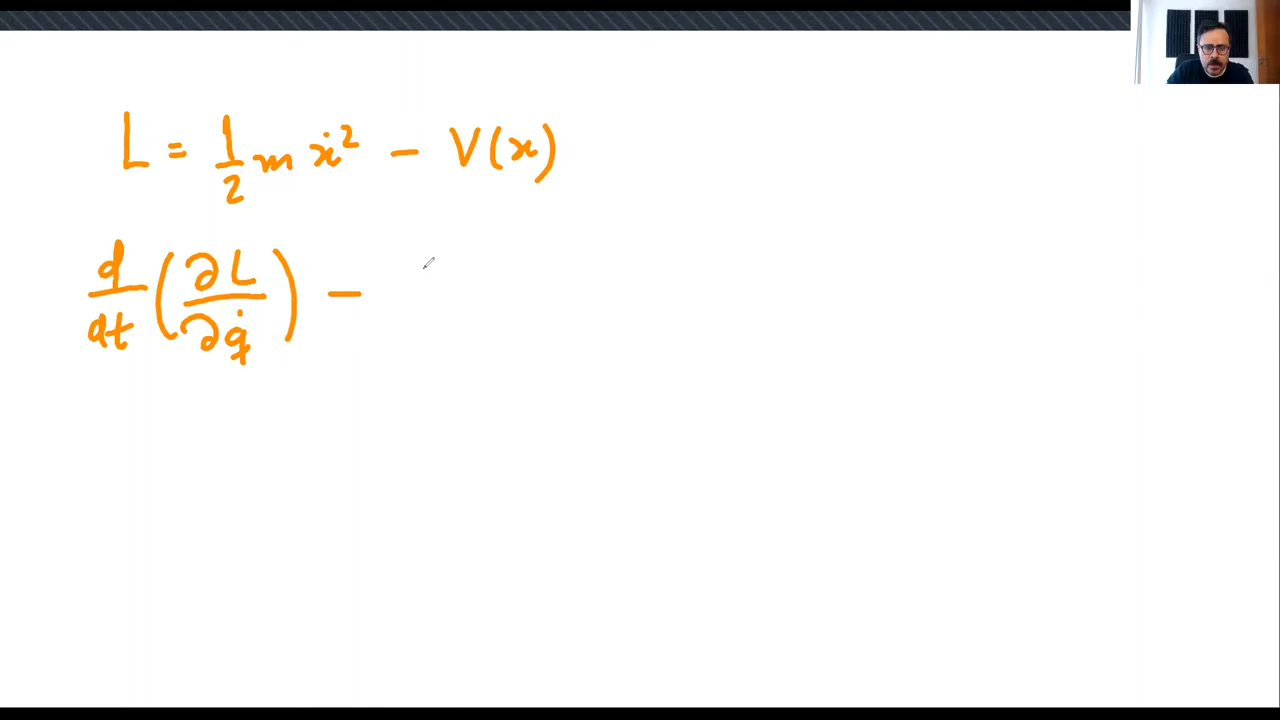 L = 1/2 m ẋ² − V(x)
d/dt (∂L/∂q̇) −